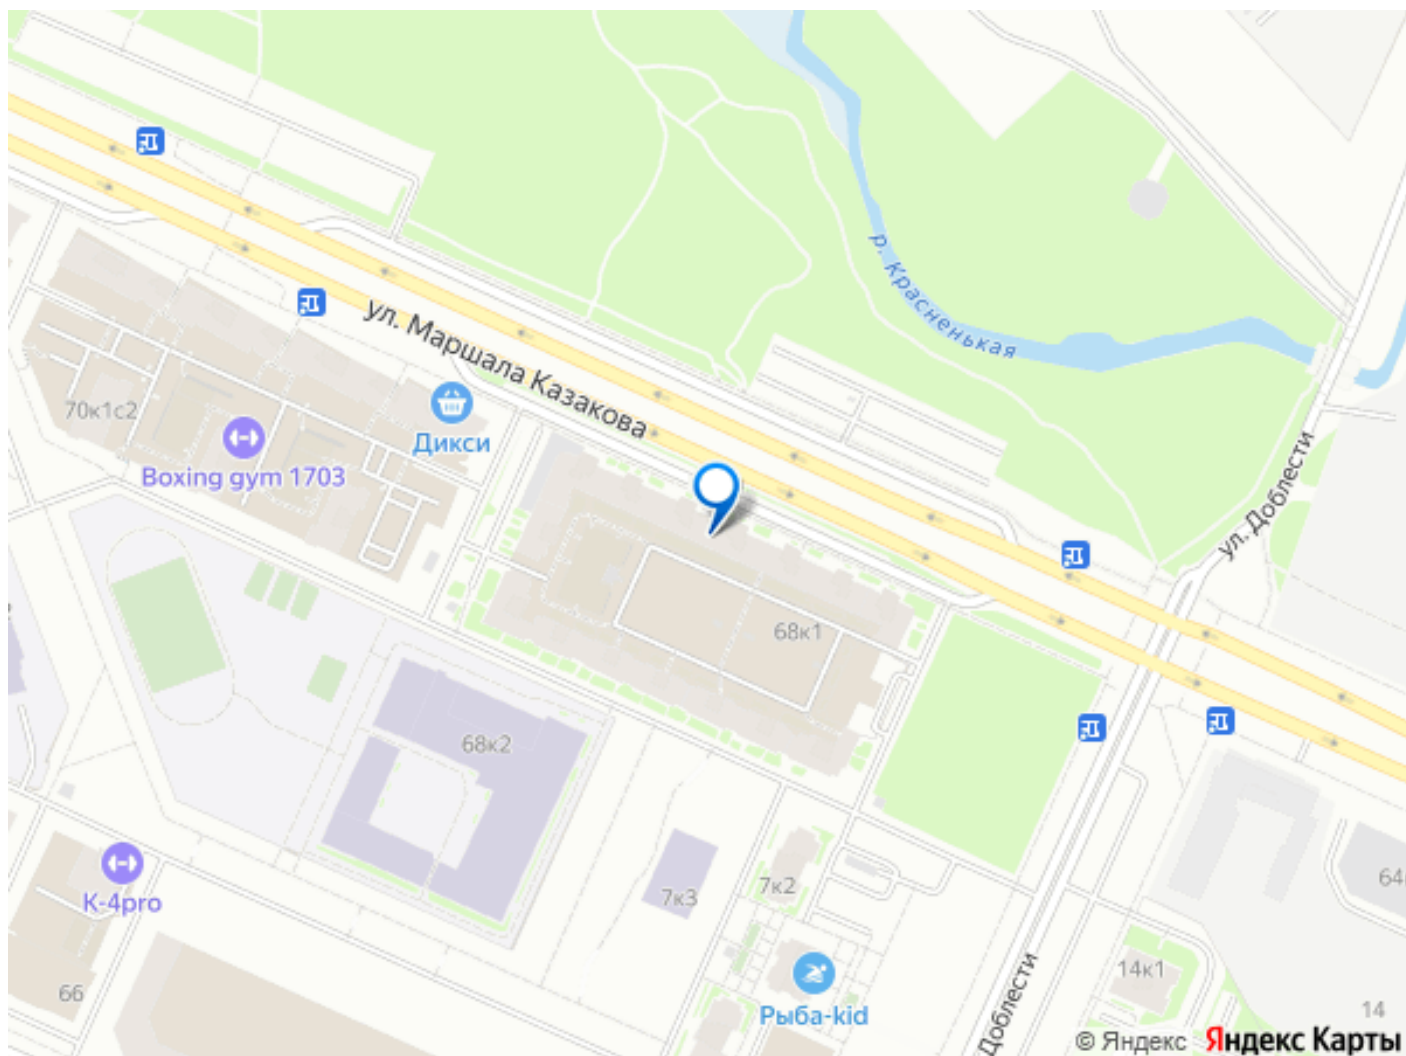 р. Красненькая
ул. Маршала Казакова
70к1с2
Дикси
Boxing gym 1703
ул. Доблести
68к1
68к2
K-4pro
7к3
7к2
66
Рыба-kid
Доблести
14к1
14
© Яндекс Яндекс Карты